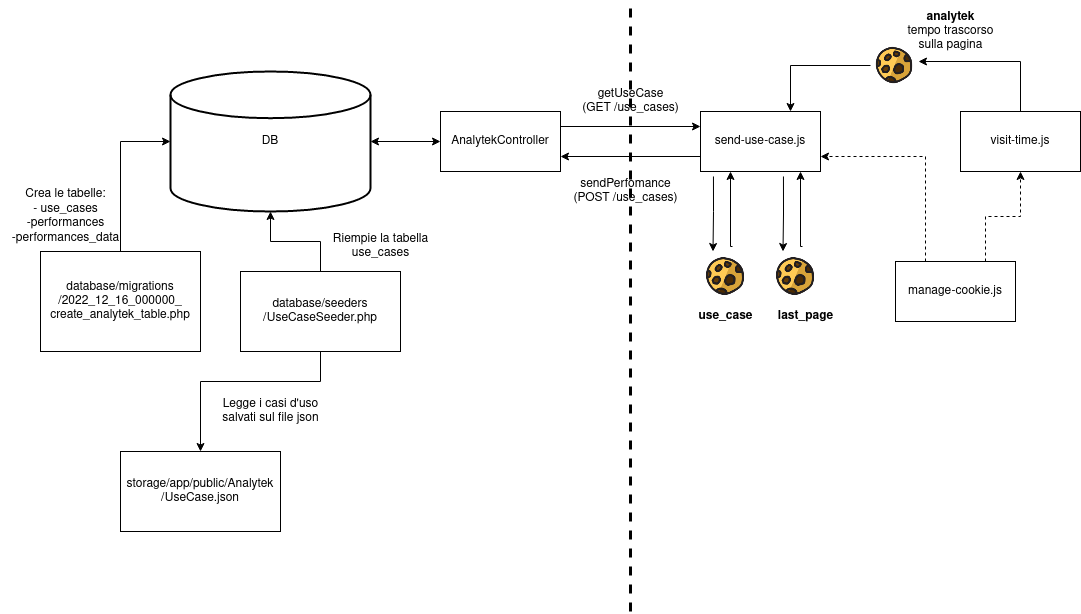 analytek
tempo trascorso
sulla pagina
getUseCase
(GET /use_cases)
DB
AnalytekController
send-use-case.js
visit-time.js
sendPerfomance
(POST /use_cases)
Crea le tabelle:
- use_cases
-performances
-performances_data
Riempie la tabella
use_cases
database/migrations
/2022_12_16_000000_
create_analytek_table.php
database/seeders
/UseCaseSeeder.php
manage-cookie.js
use_case
last_page
Legge i casi d'uso
salvati sul file json
storage/app/public/Analytek
/UseCase.json